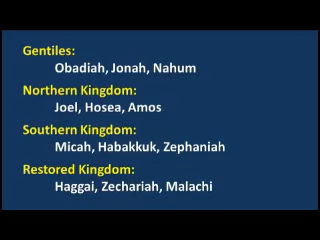 Gentiles:
Obadiah, Jonah, Nahum
Northern Kingdom:
Joel, Hosea, Amos
Southern Kingdom:
Micah, Habakkuk, Zephaniah
Restored Kingdom:
Haggai, Zechariah, Malachi